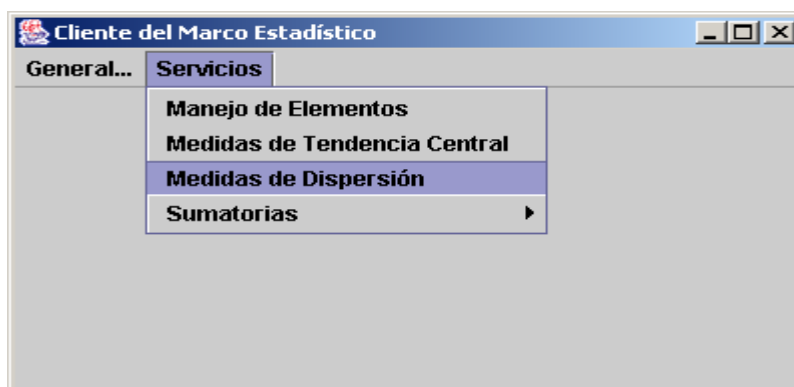 Cliente del Marco Estadístico
General... Servicios
Manejo de Elementos
Medidas de Tendencia Central
Medidas de Dispersión
Sumatorias